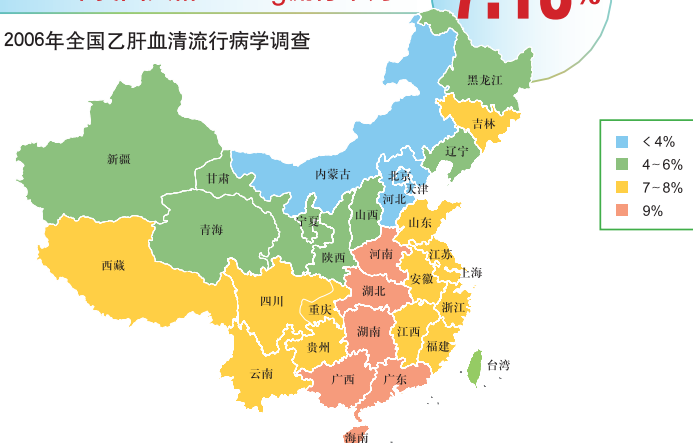 7.18%
2006年全国乙肝血清流行病学调查
黑龙江
吉林
辽宁
新疆
甘肃
内蒙古
北京
天津
河北
宁夏
山西
青海
陕西
山东
河南
江苏
西藏
安徽
上海
湖北
四川
重庆
浙江
湖南
江西
贵州
福建
云南
广西
广东
台湾
海南
<4%
4-6%
7-8%
9%